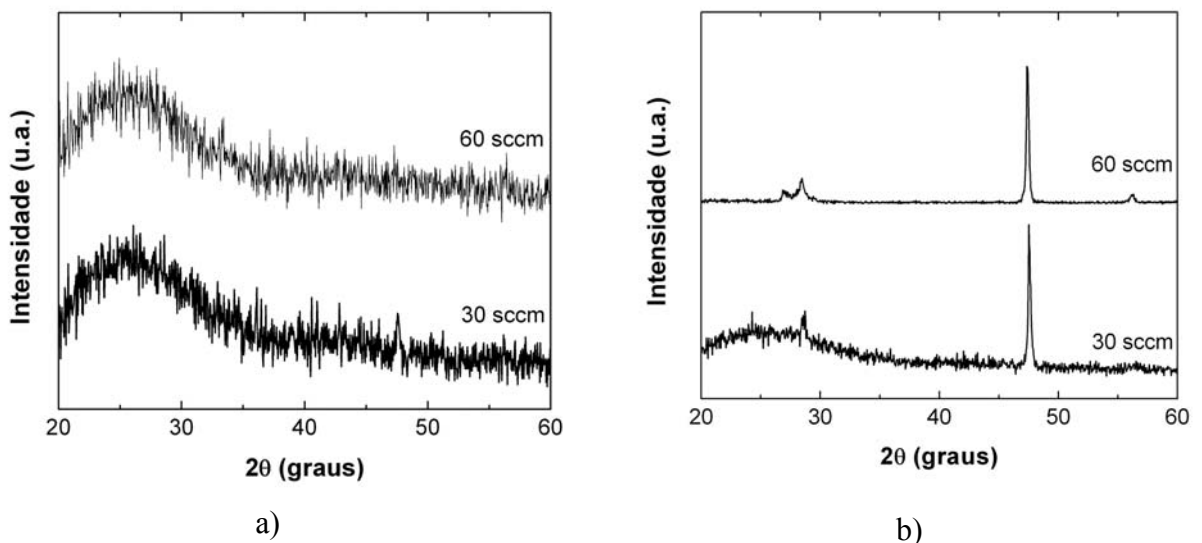 Intensidade (u.a.)
60 sccm
30 sccm
20 30 40 50 60
2θ (graus)
a)
Intensidade (u.a.)
60 sccm
30 sccm
20 30 40 50 60
2θ (graus)
b)